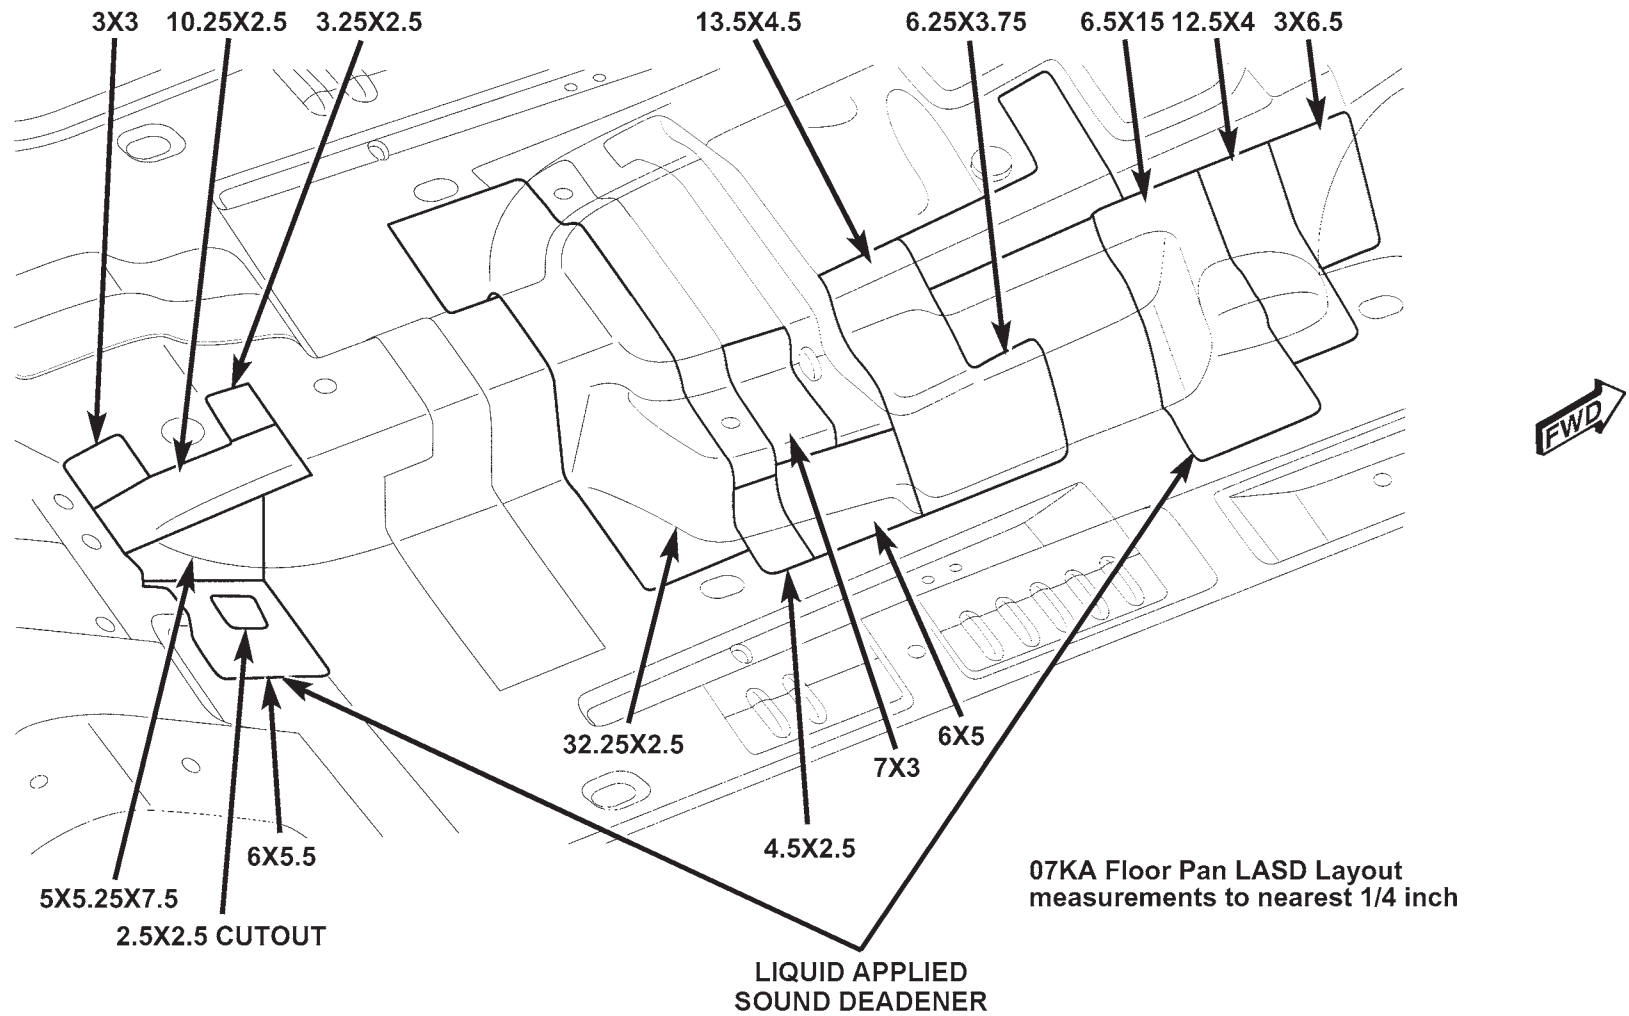 3X3 10.25X2.5 3.25X2.5 13.5X4.5 6.25X3.75 6.5X15 12.5X4 3X6.5
FWD
32.25X2.5
6X5
7X3
4.5X2.5
6X5.5
5X5.25X7.5
2.5X2.5 CUTOUT
07KA Floor Pan LASD Layout
measurements to nearest 1/4 inch
LIQUID APPLIED
SOUND DEADENER